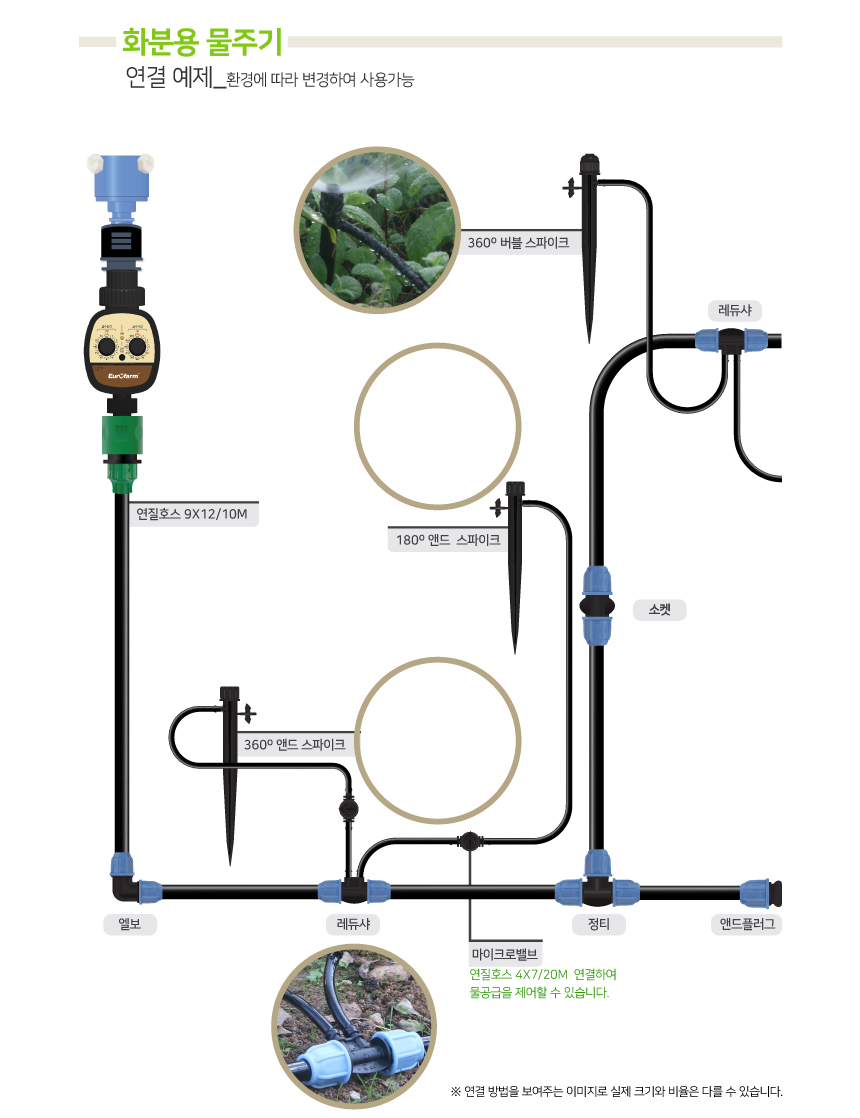 화분용 물주기
연결 예제_환경에 따라 변경하여 사용가능
360º 버블 스파이크
레듀샤
Eurofarm
연질호스 9X12/10M
180º 앤드 스파이크
소켓
360º 앤드 스파이크
엘보
레듀샤
정티
앤드플러그
마이크로밸브
연질호스 4X7/20M 연결하여
물공급을 제어할 수 있습니다.
※ 연결 방법을 보여주는 이미지로 실제 크기와 비율은 다를 수 있습니다.